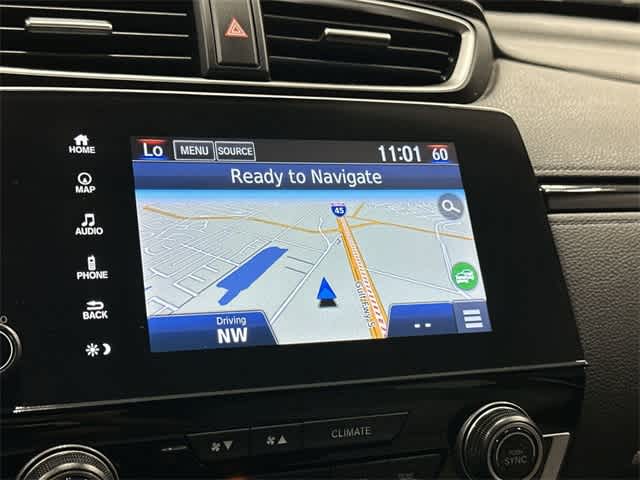 HOME
MAP
AUDIO
PHONE
BACK
Lo MENU SOURCE 11:01 60
Ready to Navigate
45
Driving
NW
--
CLIMATE
PUSH
SYNC